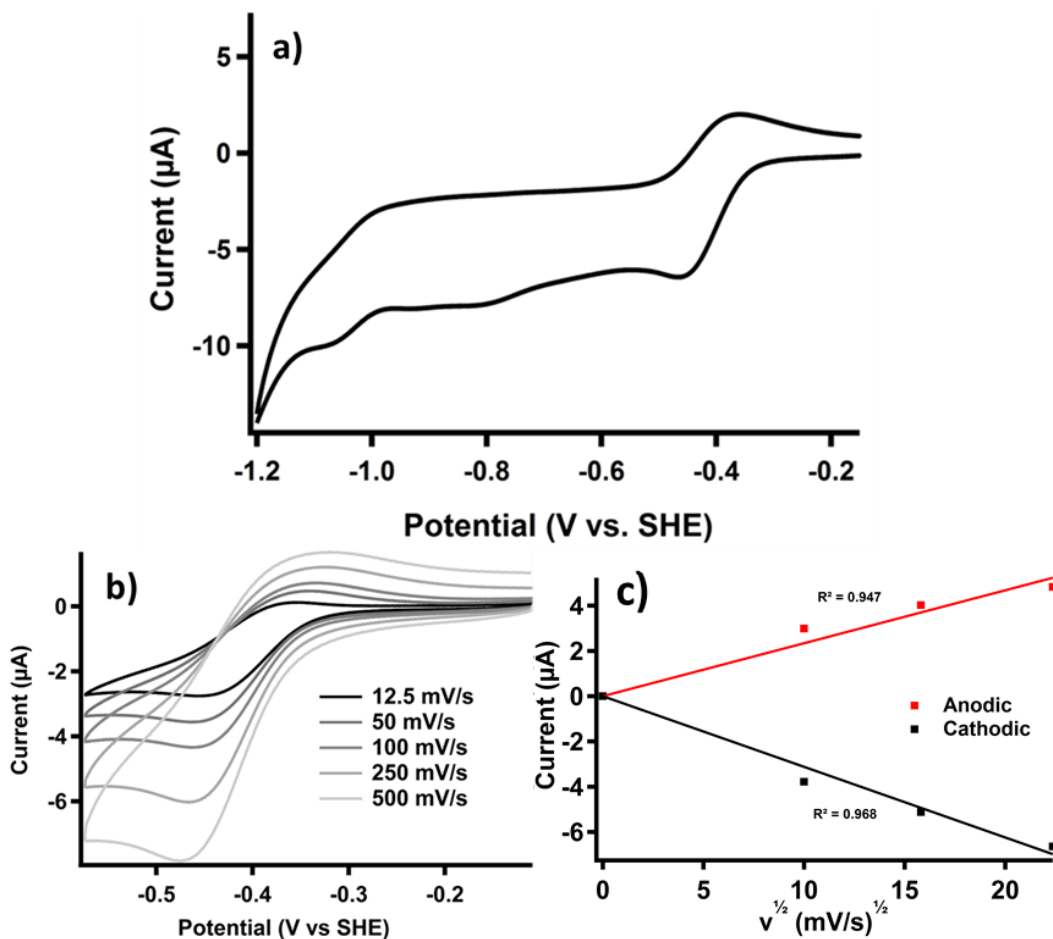 a)
Current (µA)
5
0
-5
-10
-1.2 -1.0 -0.8 -0.6 -0.4 -0.2
Potential (V vs. SHE)
b)
Current (µA)
0
-2
-4
-6
12.5 mV/s
50 mV/s
100 mV/s
250 mV/s
500 mV/s
-0.5 -0.4 -0.3 -0.2
Potential (V vs SHE)
c)
Current (µA)
4
2
0
-2
-4
-6
R² = 0.947
Anodic
Cathodic
R² = 0.968
0 5 10 15 20
v^½ (mV/s)^½